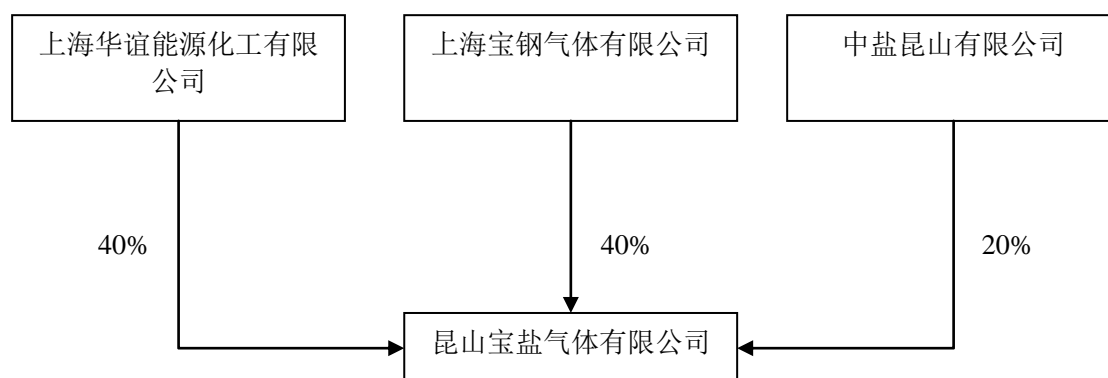 上海华谊能源化工有限
公司
上海宝钢气体有限公司
中盐昆山有限公司
40%
40%
20%
昆山宝盐气体有限公司